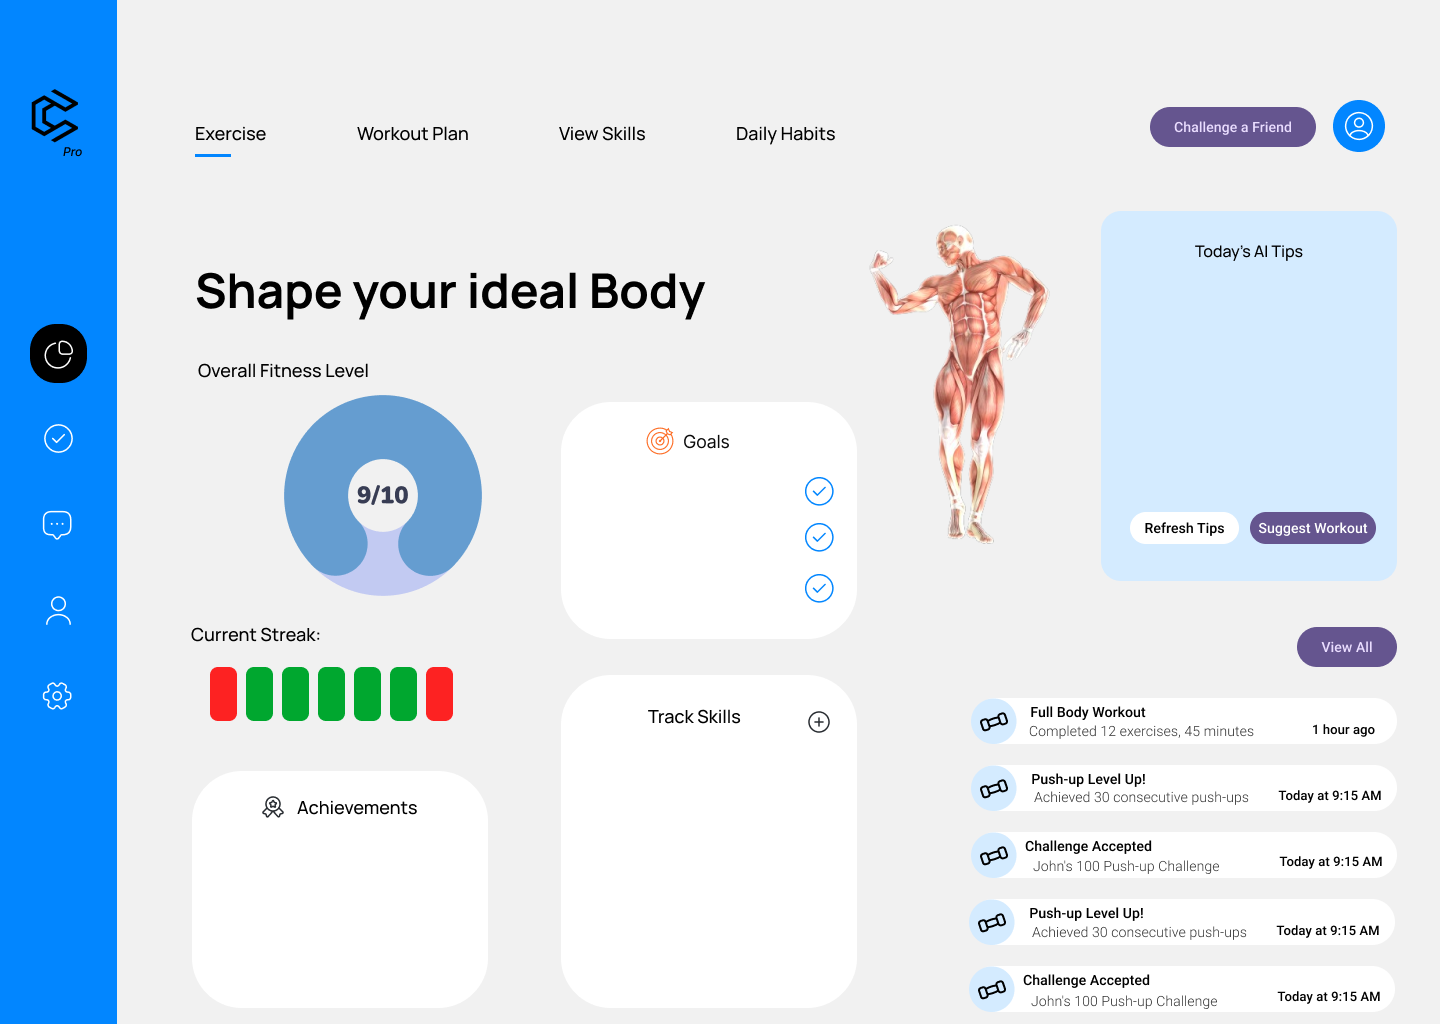 Pro
Exercise
Workout Plan
View Skills
Daily Habits
Challenge a Friend
Shape your ideal Body
Today's AI Tips
Refresh Tips
Suggest Workout
Overall Fitness Level
9/10
Goals
Current Streak:
Track Skills
Achievements
View All
Full Body Workout
Completed 12 exercises, 45 minutes
1 hour ago
Push-up Level Up!
Achieved 30 consecutive push-ups
Today at 9:15 AM
Challenge Accepted
John's 100 Push-up Challenge
Today at 9:15 AM
Push-up Level Up!
Achieved 30 consecutive push-ups
Today at 9:15 AM
Challenge Accepted
John's 100 Push-up Challenge
Today at 9:15 AM